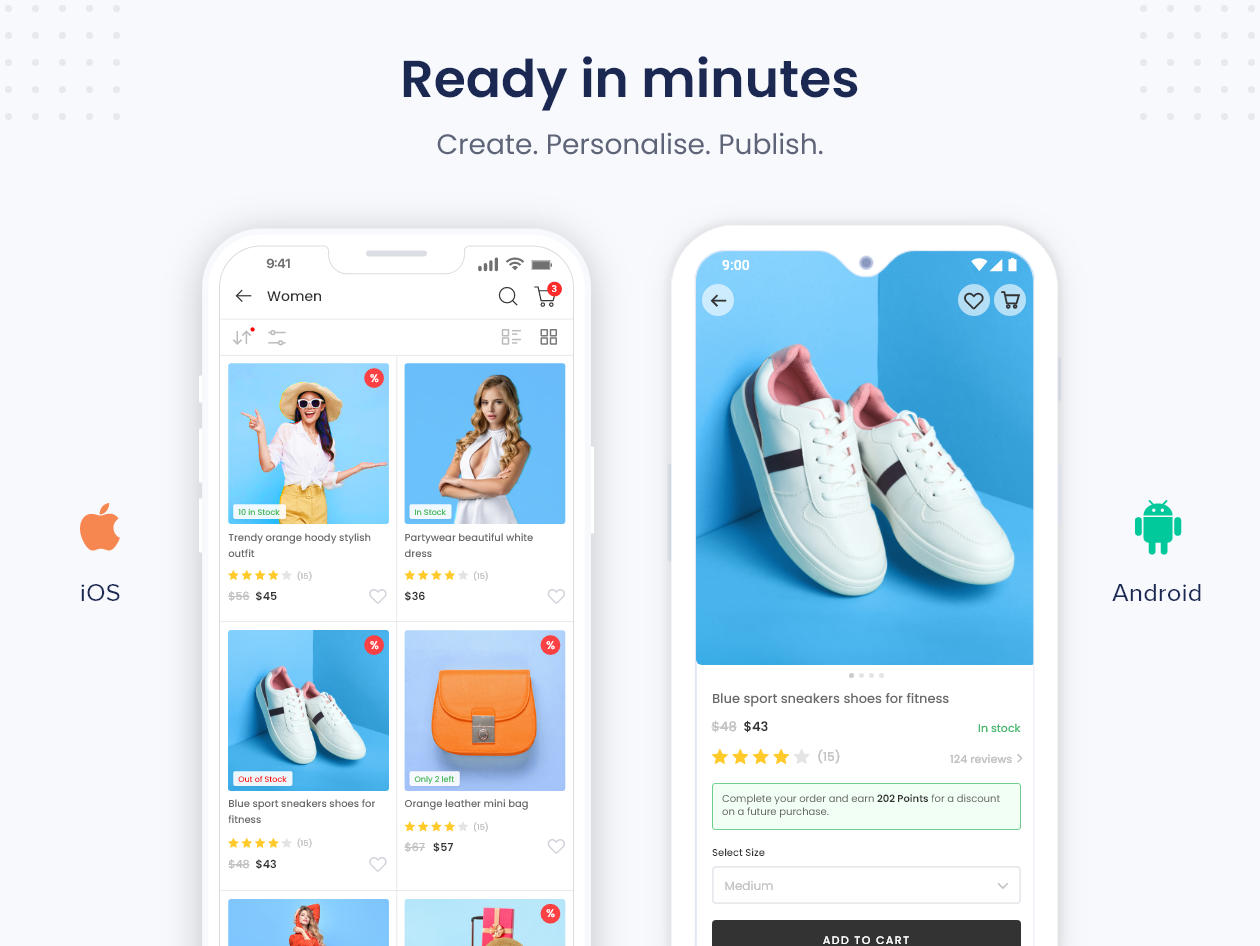 Ready in minutes
Create. Personalise. Publish.
9:41
Women
3
%
10 in Stock
In Stock
Trendy orange hoody stylish
outfit
(15)
$56 $45
Partywear beautiful white
dress
(15)
$36
%
%
Out of Stock
Only 2 left
Blue sport sneakers shoes for
fitness
(15)
$48 $43
Orange leather mini bag
(15)
$67 $57
%
iOS
9:00
Blue sport sneakers shoes for fitness
$48 $43
In stock
(15)
124 reviews
Complete your order and earn 202 Points for a discount
on a future purchase.
Select Size
Medium
ADD TO CART
Android